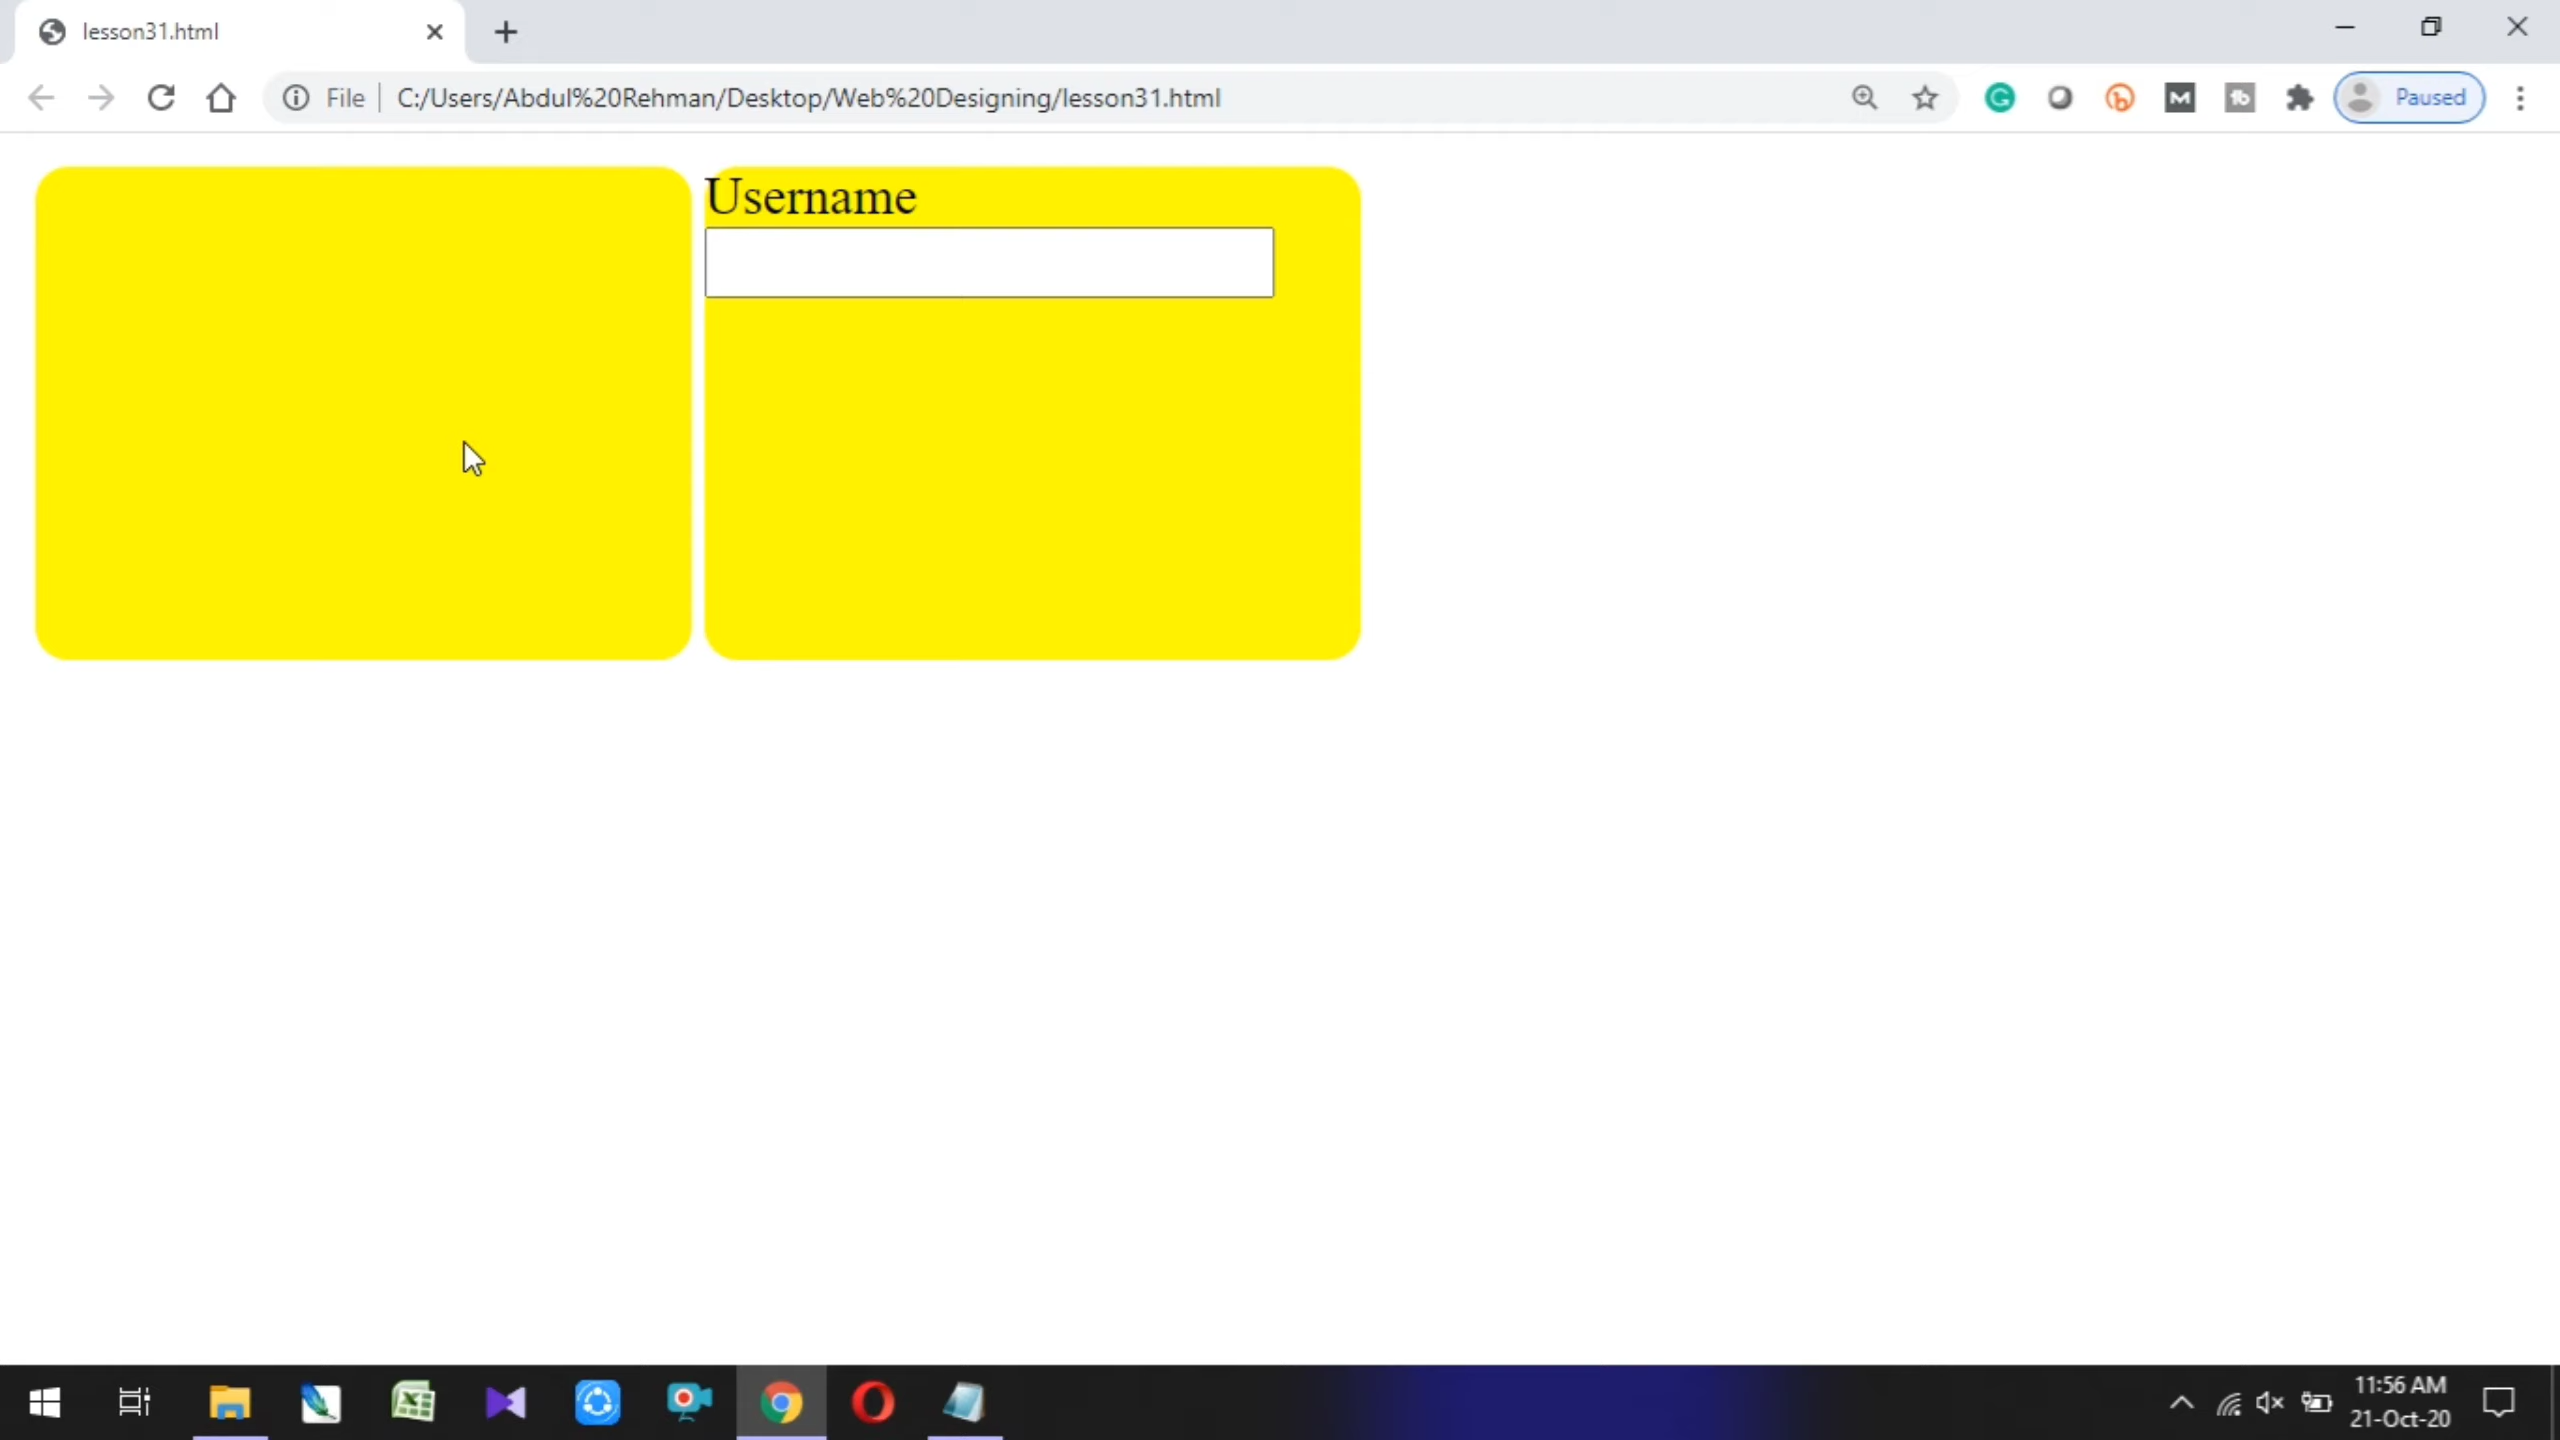 lesson31.html
File
C:/Users/Abdul%20Rehman/Desktop/Web%20Designing/lesson31.html
Paused
Username
11:56 AM
21-Oct-20